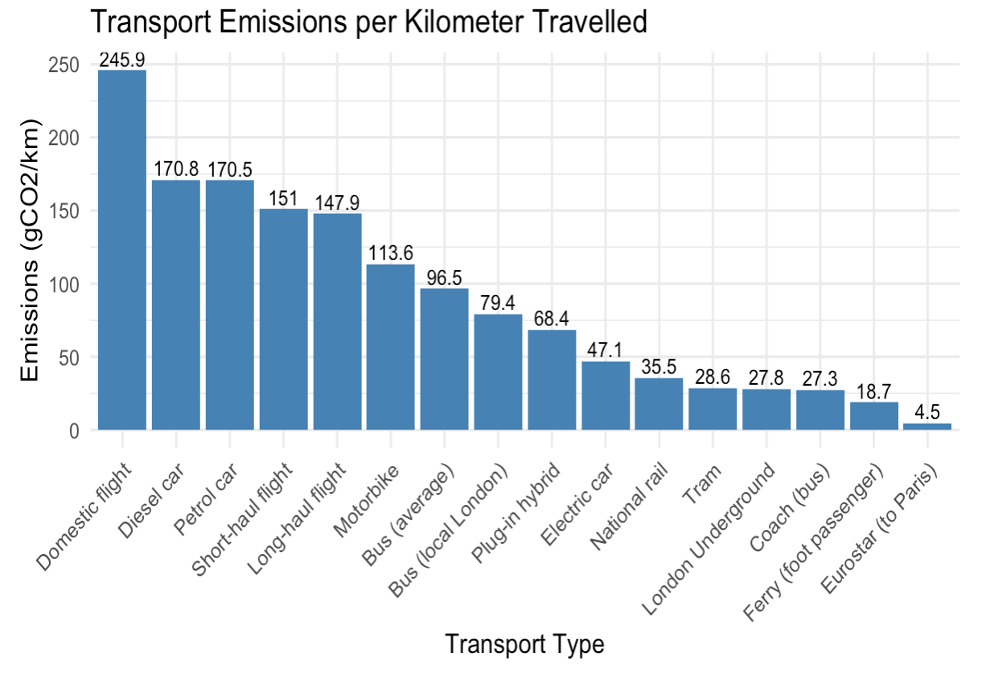 Transport Emissions per Kilometer Travelled
Emissions (gCO2/km)
250
200
150
100
50
0
245.9
170.8
170.5
151
147.9
113.6
96.5
79.4
68.4
47.1
35.5
28.6
27.8
27.3
18.7
4.5
Domestic flight
Diesel car
Petrol car
Short-haul flight
Long-haul flight
Motorbike
Bus (average)
Bus (local London)
Plug-in hybrid
Electric car
National rail
Tram
London Underground
Coach (bus)
Ferry (foot passenger)
Eurostar (to Paris)
Transport Type